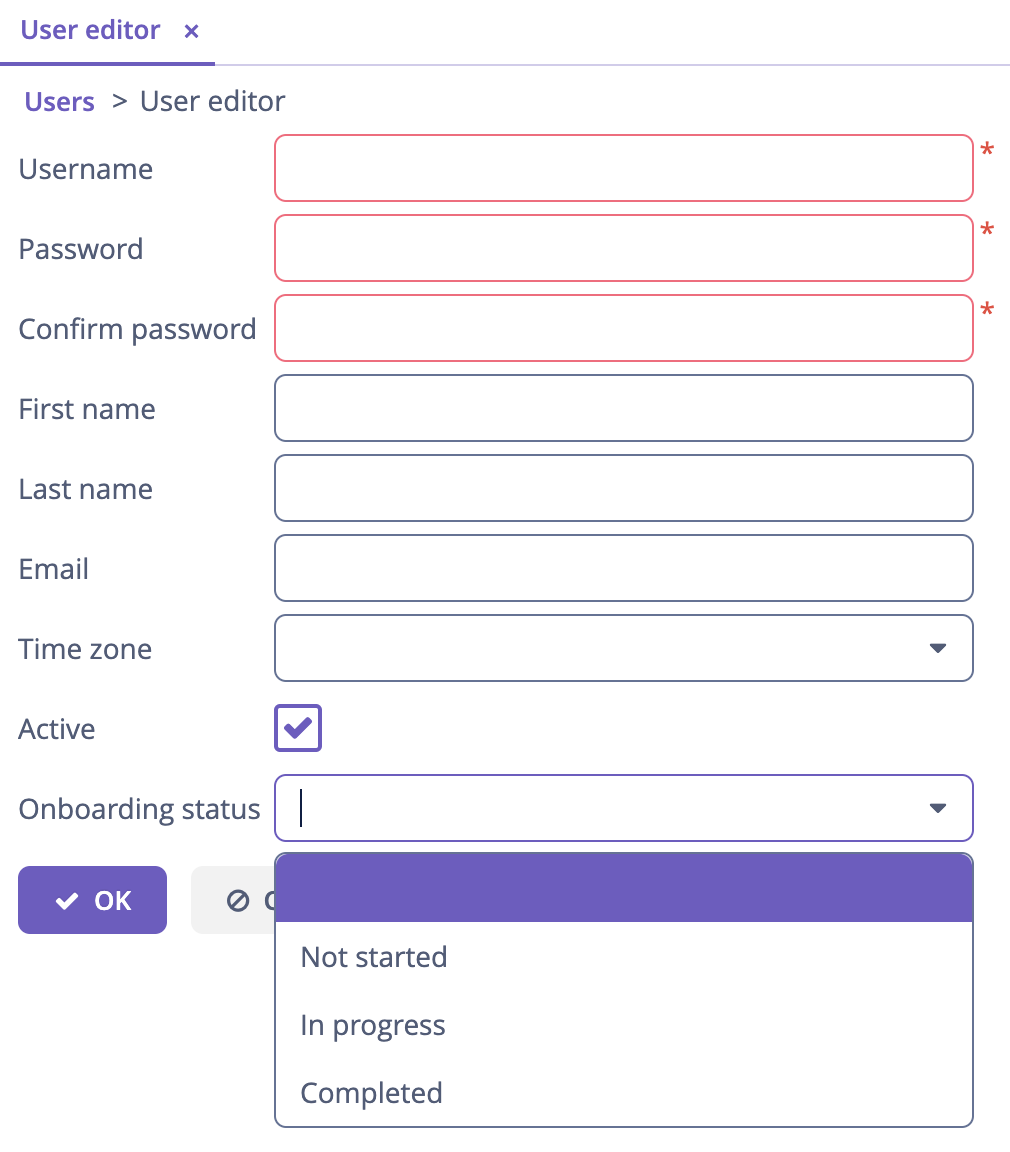 User editor ×
Users > User editor
Username *
Password *
Confirm password *
First name
Last name
Email
Time zone
Active
Onboarding status
OK
Not started
In progress
Completed